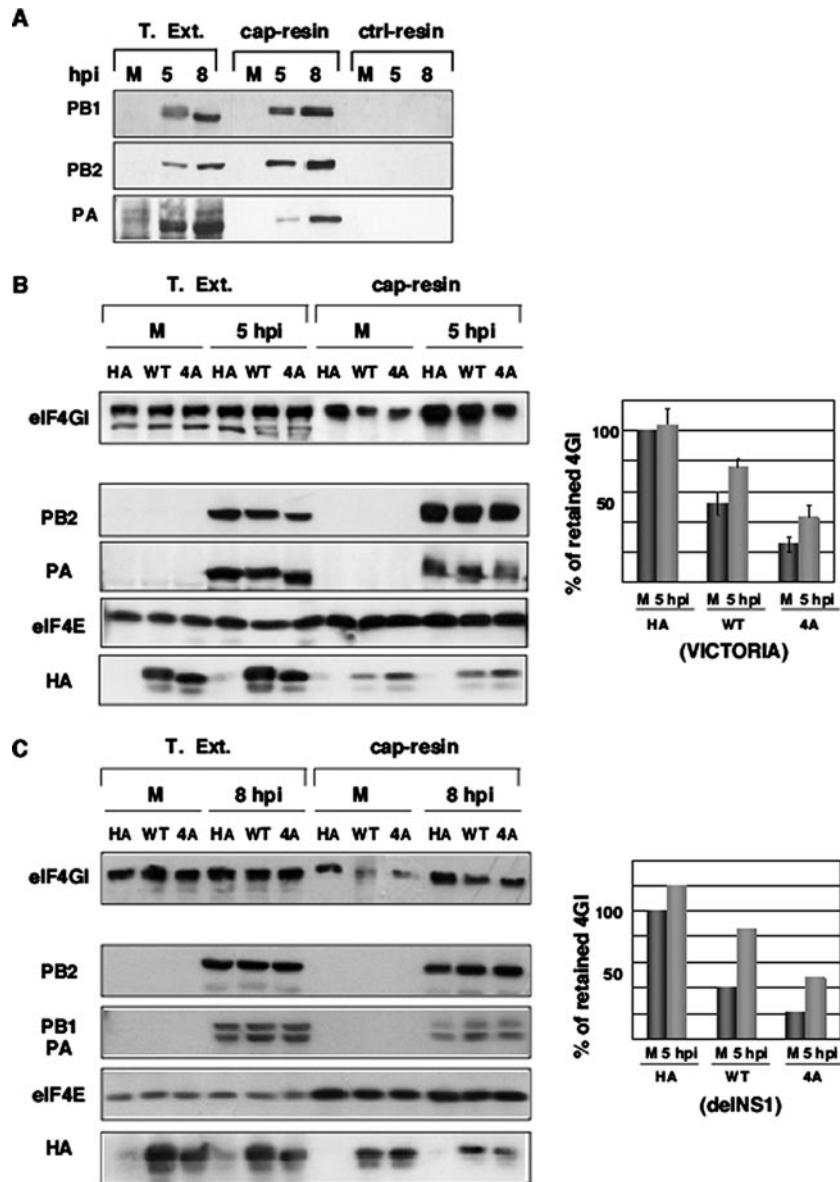 A
T. Ext. cap-resin ctrl-resin
hpi M 5 8 M 5 8 M 5 8
PB1
PB2
PA
B
T. Ext. cap-resin
M 5 hpi M 5 hpi
HA WT 4A HA WT 4A HA WT 4A HA WT 4A
eIF4GI
PB2
PA
eIF4E
HA
% of retained 4GI
100
50
M 5 hpi M 5 hpi M 5 hpi
HA WT 4A
(VICTORIA)
C
T. Ext. cap-resin
M 8 hpi M 8 hpi
HA WT 4A HA WT 4A HA WT 4A HA WT 4A
eIF4GI
PB2
PB1
PA
eIF4E
HA
% of retained 4GI
100
50
M 5 hpi M 5 hpi M 5 hpi
HA WT 4A
(delNS1)